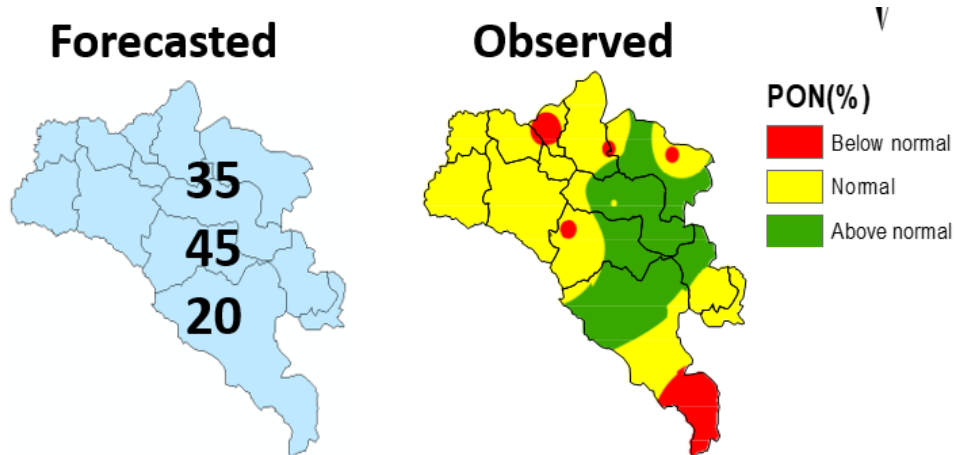 Forecasted
Observed
35
45
20
PON(%)
Below normal
Normal
Above normal